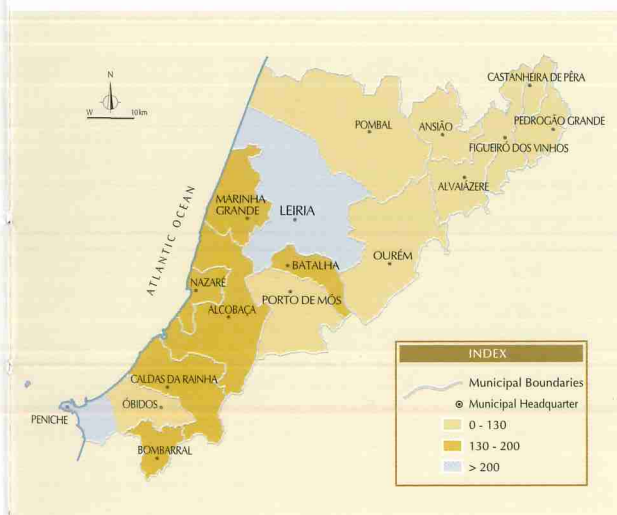 CASTANHEIRA DE PÊRA
N
W
10km
POMBAL
ANSIÃO
PEDROGÃO GRANDE
FIGUEIRÓ DOS VINHOS
ALVAIÁZERE
MARINHA
GRANDE
LEIRIA
ATLANTIC OCEAN
OURÉM
BATALHA
NAZARÉ
PORTO DE MÓS
ALCOBAÇA
CALDAS DA RAINHA
ÓBIDOS
PENICHE
BOMBARRAL
INDEX
Municipal Boundaries
Municipal Headquarter
0 - 130
130 - 200
> 200